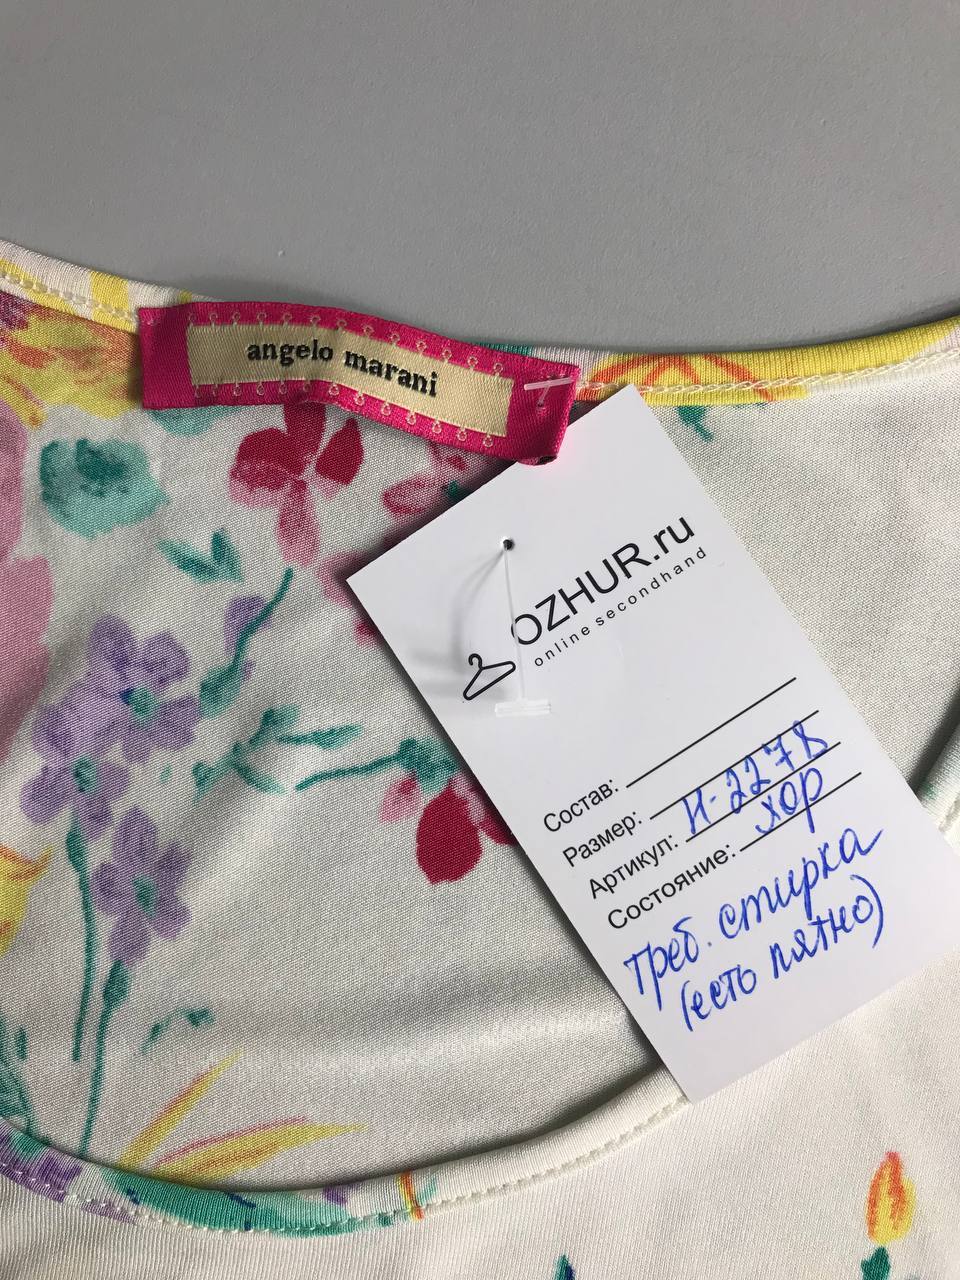 angelo marani
OZHUR.ru
online secondhand
Состав:
Размер:
Артикул: И-2278
Состояние: хор
треб. стирка
(есть пятно)